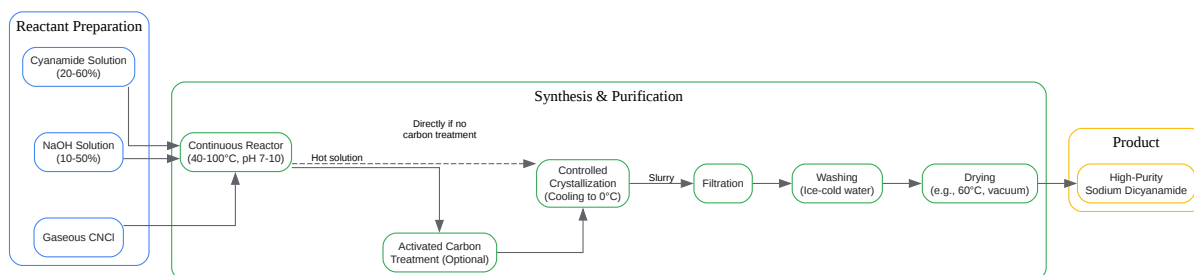 Reactant Preparation
Cyanamide Solution
(20-60%)
NaOH Solution
(10-50%)
Gaseous CNCl
Synthesis & Purification
Continuous Reactor
(40-100°C, pH 7-10)
Directly if no
carbon treatment
Hot solution
Activated Carbon
Treatment (Optional)
Controlled
Crystallization
(Cooling to 0°C)
Slurry
Filtration
Washing
(Ice-cold water)
Drying
(e.g., 60°C, vacuum)
Product
High-Purity
Sodium Dicyanamide